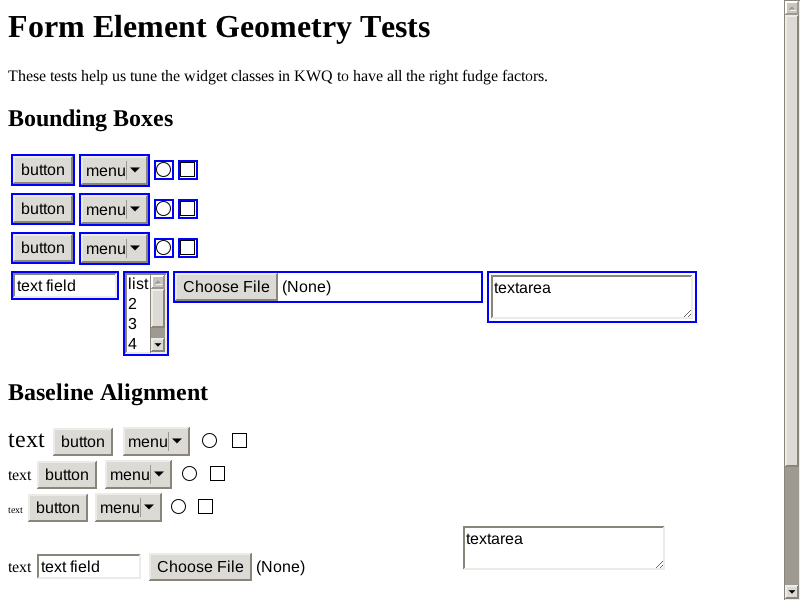 Form Element Geometry Tests
These tests help us tune the widget classes in KWQ to have all the right fudge factors.
Bounding Boxes
button menu
button menu
button menu
text field list Choose File (None) textarea
2
3
4
Baseline Alignment
text button menu
text button menu
text button menu
textarea
text text field Choose File (None)